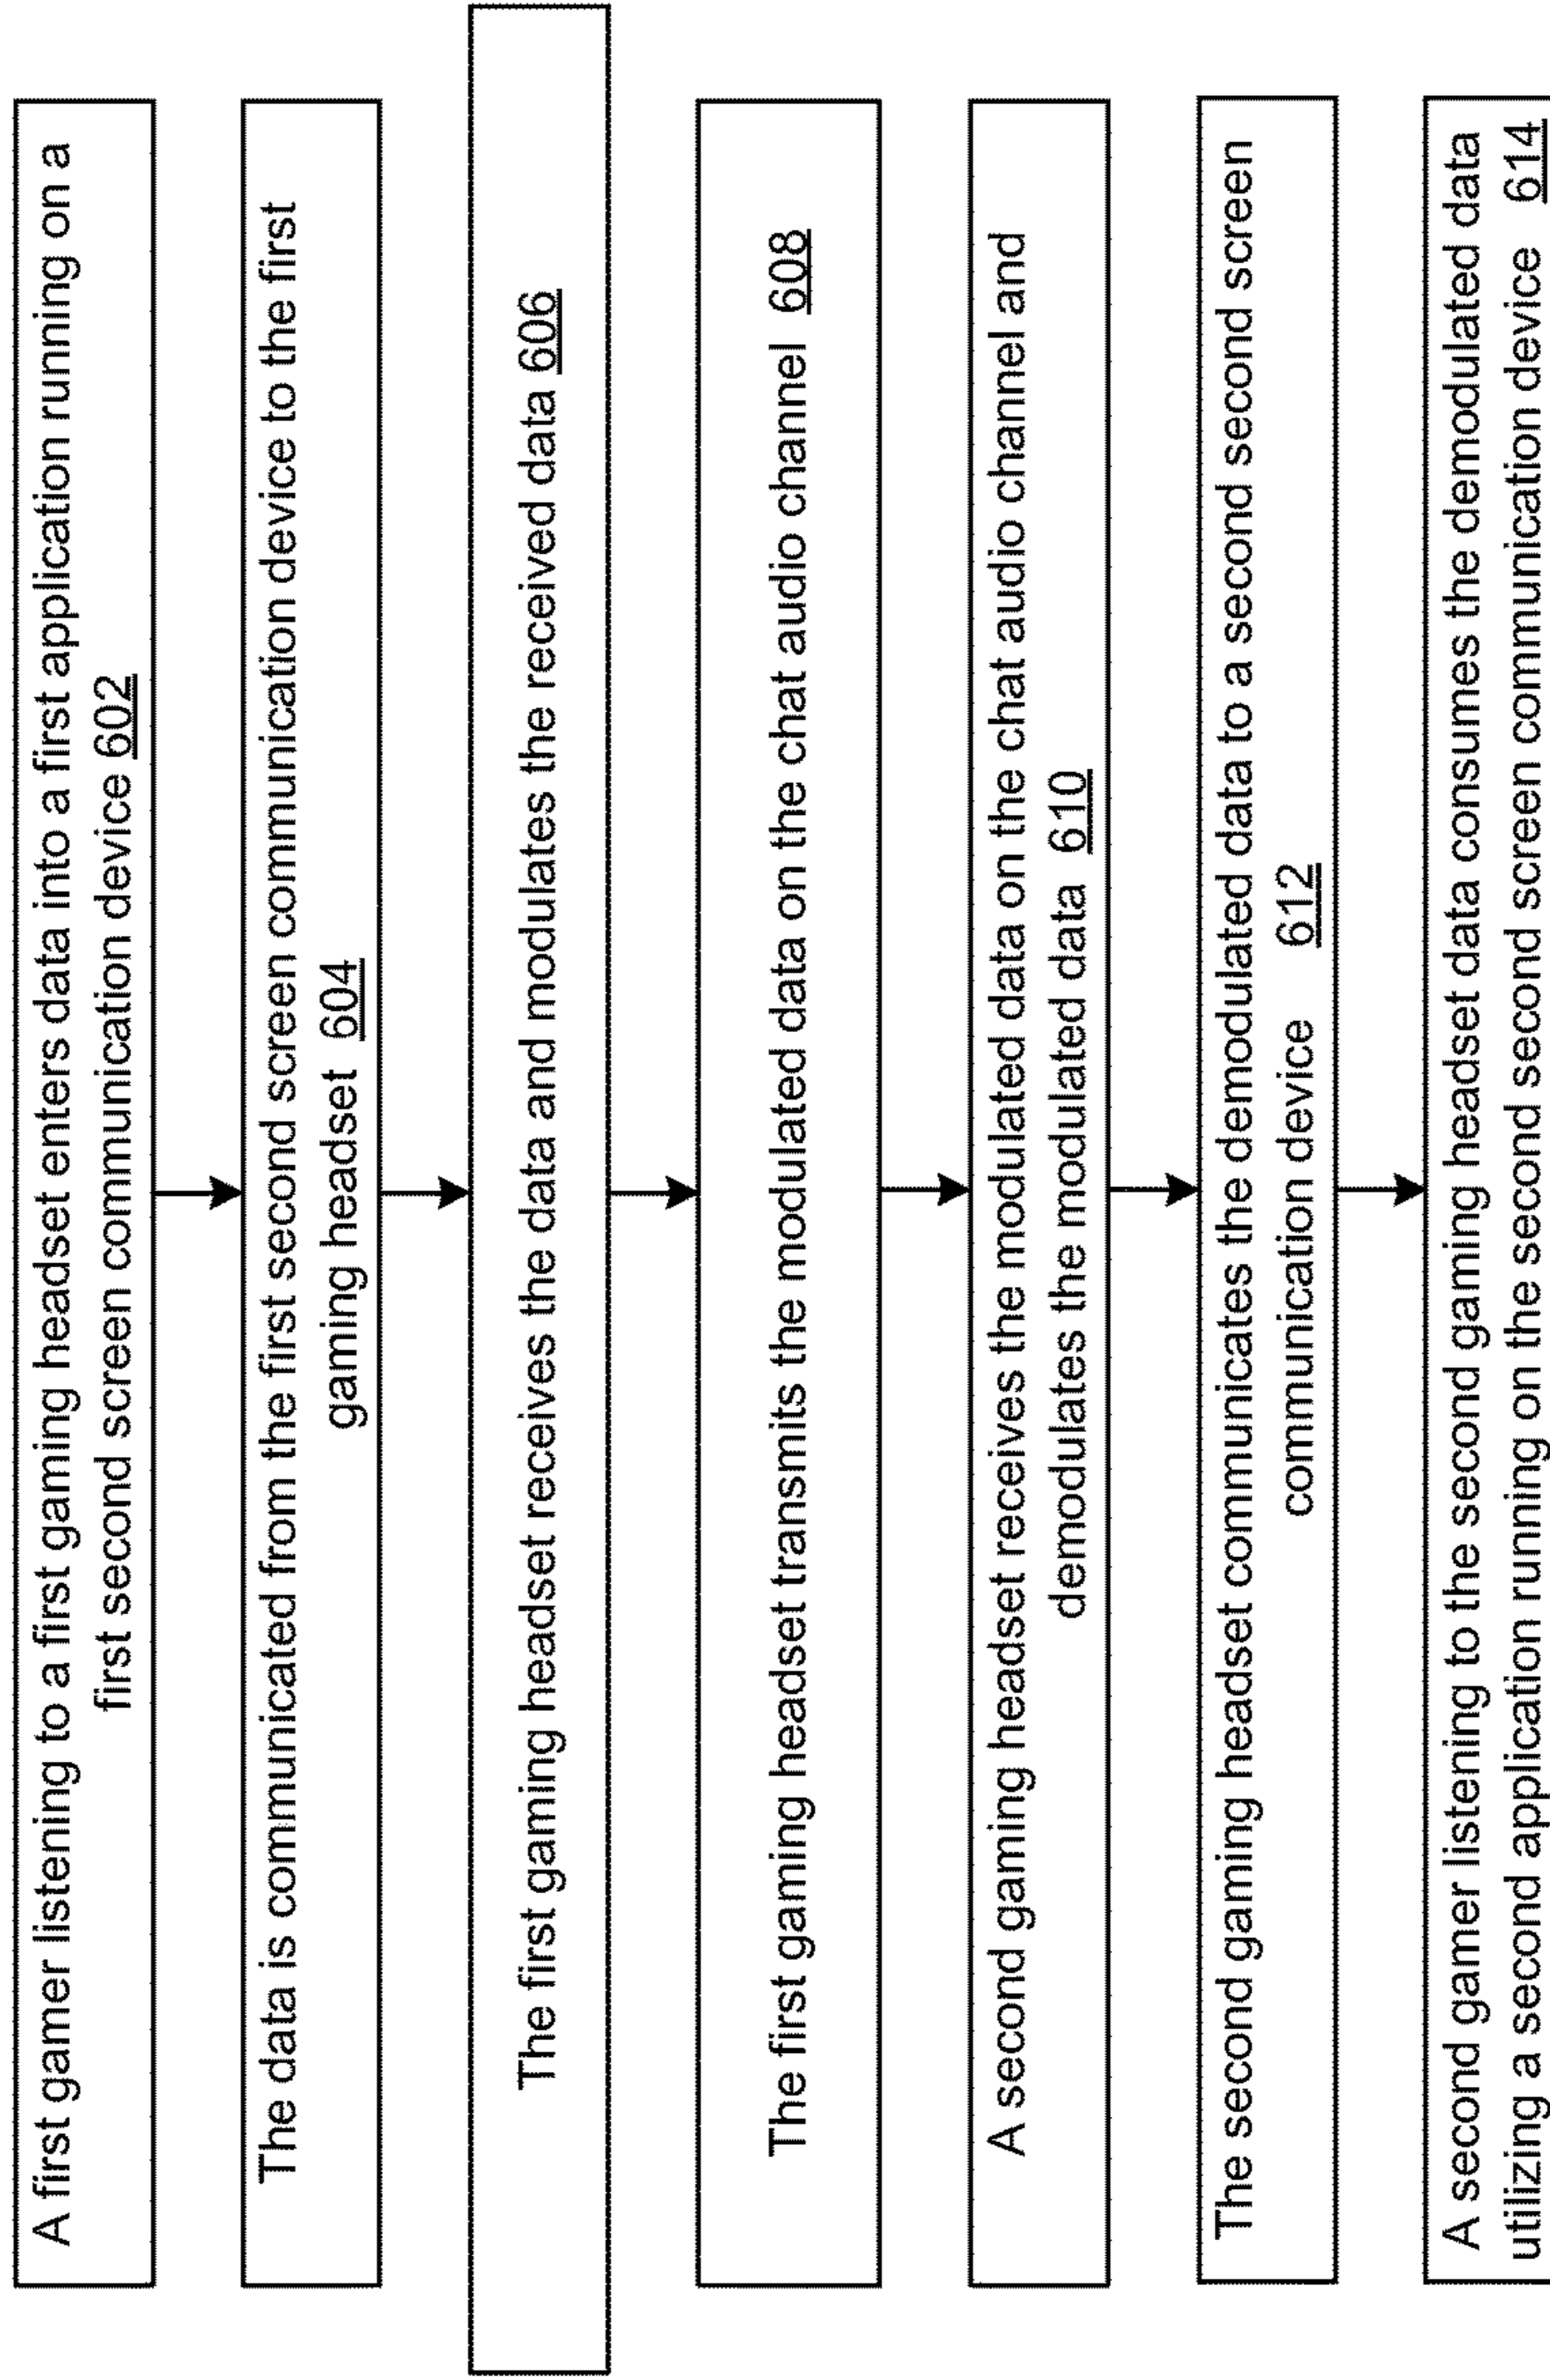 A first gamer listening to a first gaming headset enters data into a first application running on a
first second screen communication device 602
The data is communicated from the first second screen communication device to the first
gaming headset 604
The first gaming headset receives the data and modulates the received data 606
The first gaming headset transmits the modulated data on the chat audio channel 608
A second gaming headset receives the modulated data on the chat audio channel and
demodulates the modulated data 610
The second gaming headset communicates the demodulated data to a second second screen
communication device 612
A second gamer listening to the second gaming headset data consumes the demodulated data
utilizing a second application running on the second second screen communication device 614